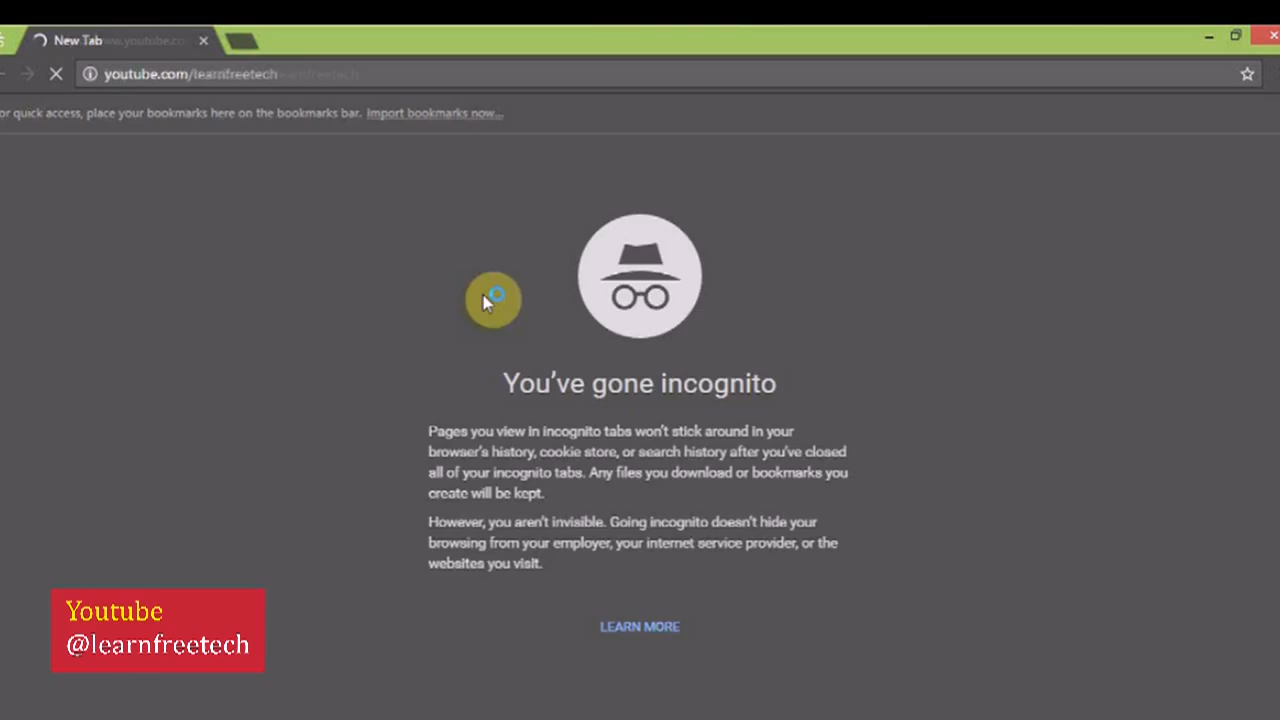 New Tab
youtube.com/learnfreetech
or quick access, place your bookmarks here on the bookmarks bar. Import bookmarks now...
You've gone incognito
Pages you view in incognito tabs won't stick around in your
browser's history, cookie store, or search history after you've closed
all of your incognito tabs. Any files you download or bookmarks you
create will be kept.
However, you aren't invisible. Going incognito doesn't hide your
browsing from your employer, your internet service provider, or the
websites you visit.
LEARN MORE
Youtube
@learnfreetech